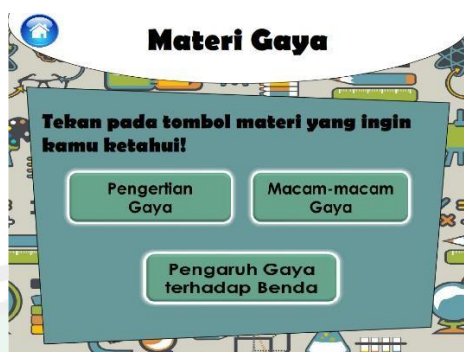 Materi Gaya
Tekan pada tombol materi yang ingin
kamu ketahui!
Pengertian
Gaya
Macam-macam
Gaya
Pengaruh Gaya
terhadap Benda